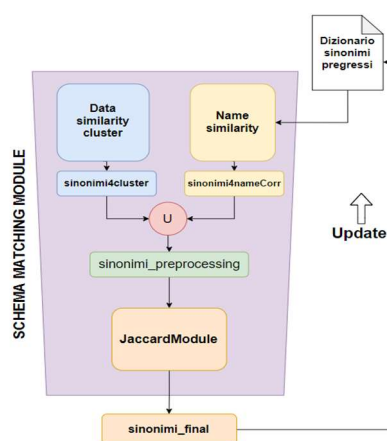 Dizionario
sinonimi
pregressi
SCHEMA MATCHING MODULE
Data
similarity
cluster
Name
similarity
sinonimi4cluster
sinonimi4nameCorr
U
sinonimi_preprocessing
JaccardModule
sinonimi_final
Update